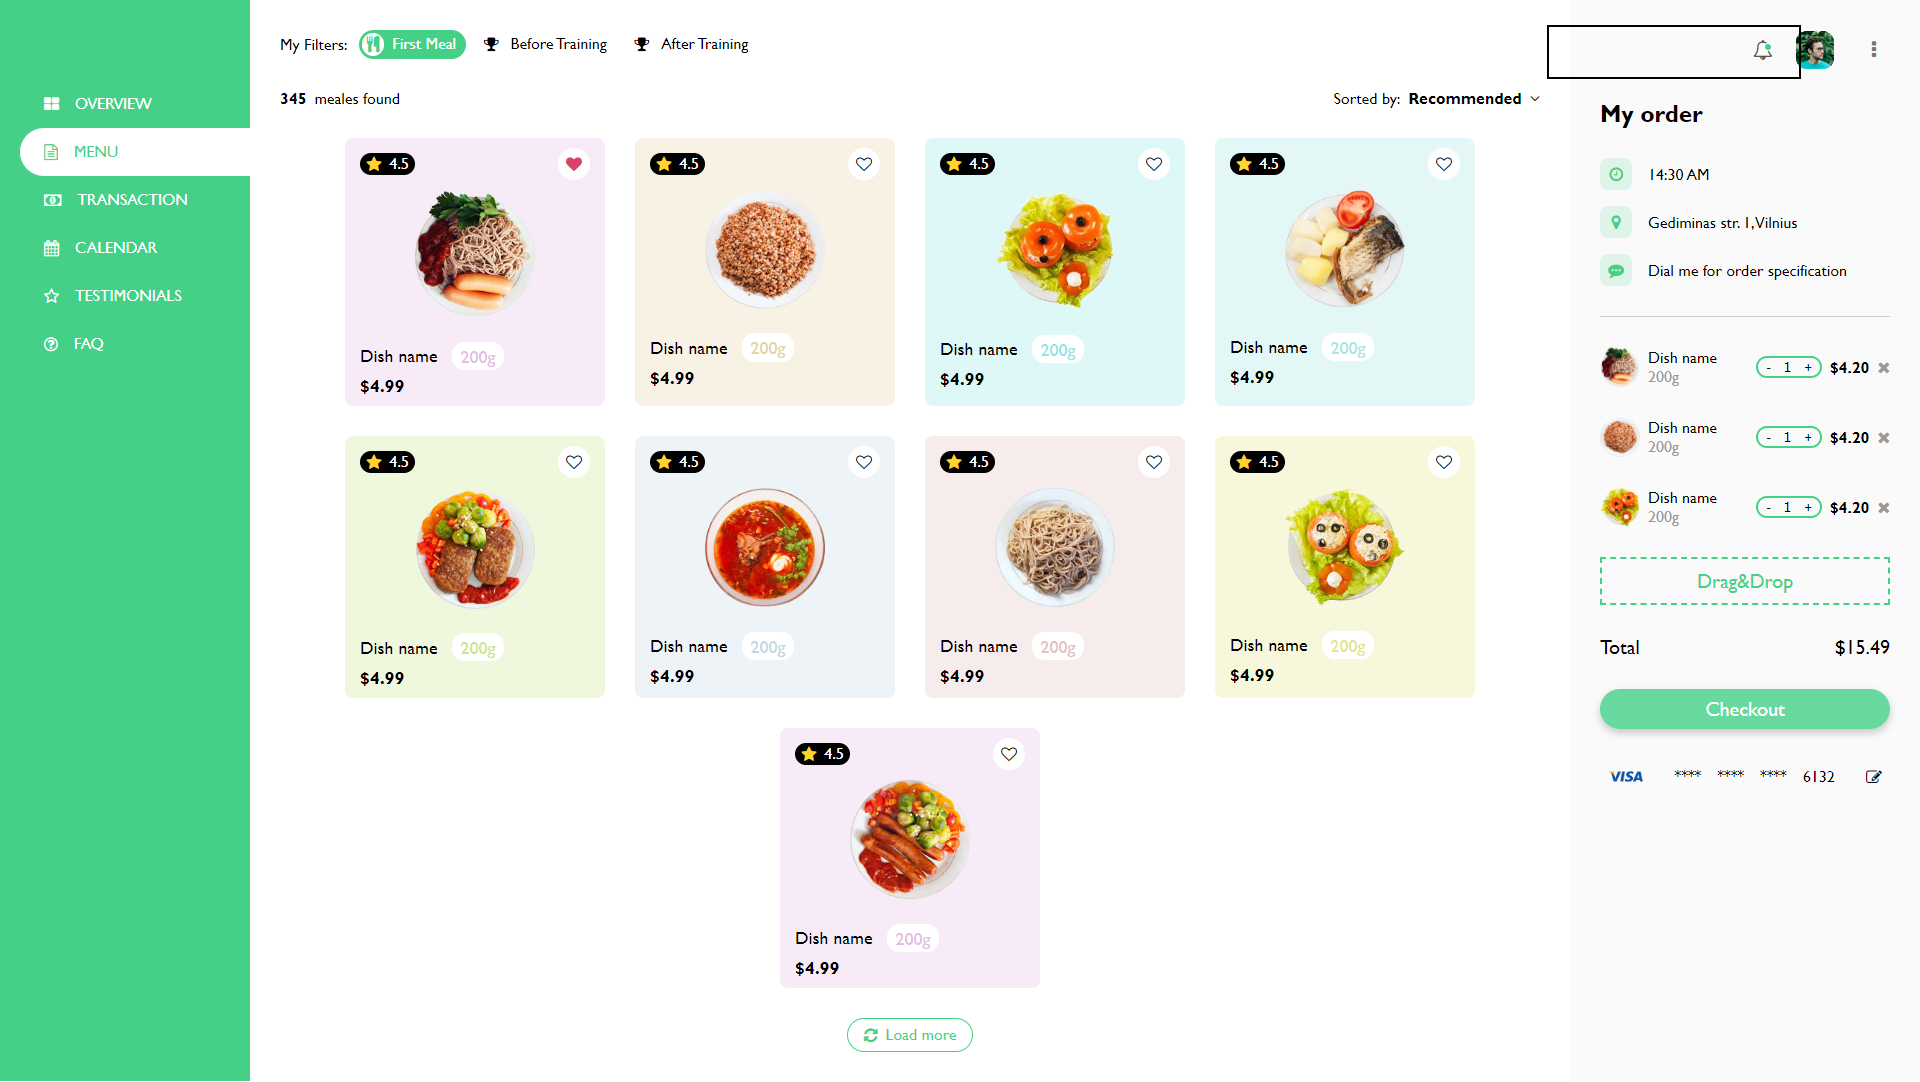 My Filters: First Meal Before Training After Training
345 meales found
Sorted by: Recommended
OVERVIEW
MENU
TRANSACTION
CALENDAR
TESTIMONIALS
FAQ
4.5
Dish name 200g
$4.99
4.5
Dish name 200g
$4.99
4.5
Dish name 200g
$4.99
4.5
Dish name 200g
$4.99
4.5
Dish name 200g
$4.99
4.5
Dish name 200g
$4.99
4.5
Dish name 200g
$4.99
4.5
Dish name 200g
$4.99
4.5
Dish name 200g
$4.99
Load more
My order
14:30 AM
Gediminas str. 1, Vilnius
Dial me for order specification
Dish name
200g
- 1 + $4.20
Dish name
200g
- 1 + $4.20
Dish name
200g
- 1 + $4.20
Drag&Drop
Total $15.49
Checkout
VISA **** **** **** 6132